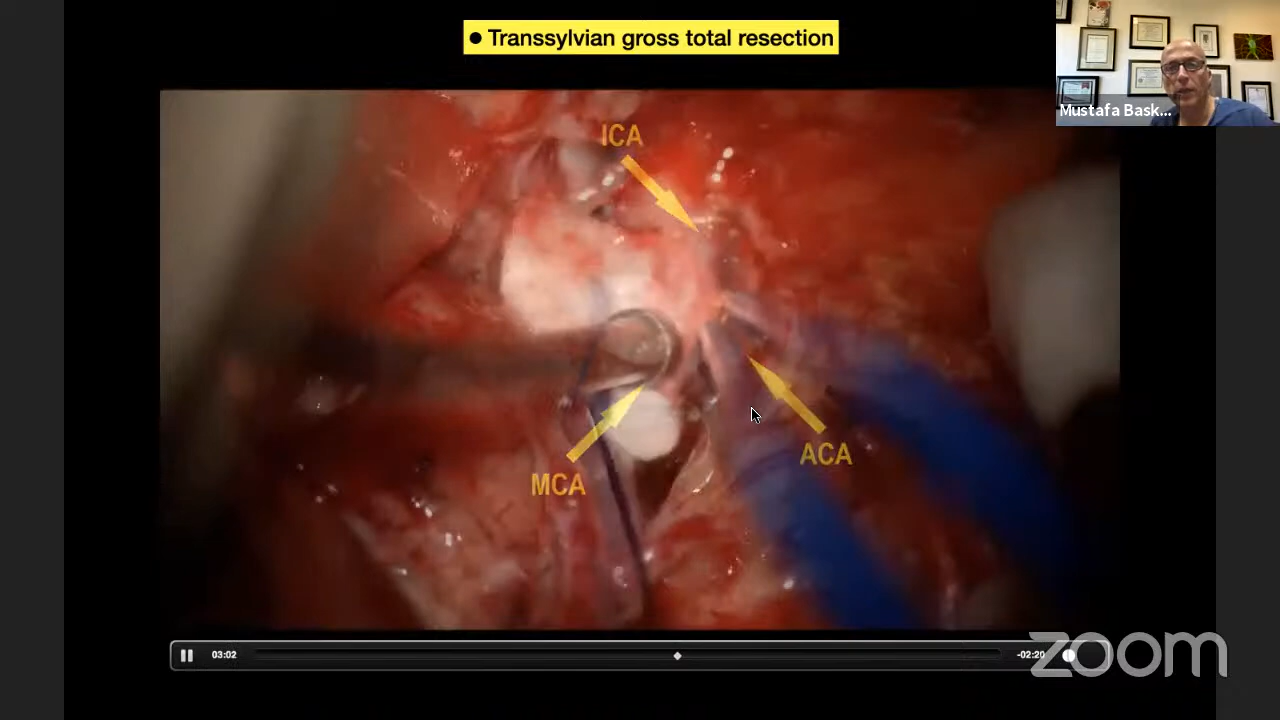 ● Transsylvian gross total resection
Mustafa Bask...
ICA
ACA
MCA
03:02
-02:20
zoom